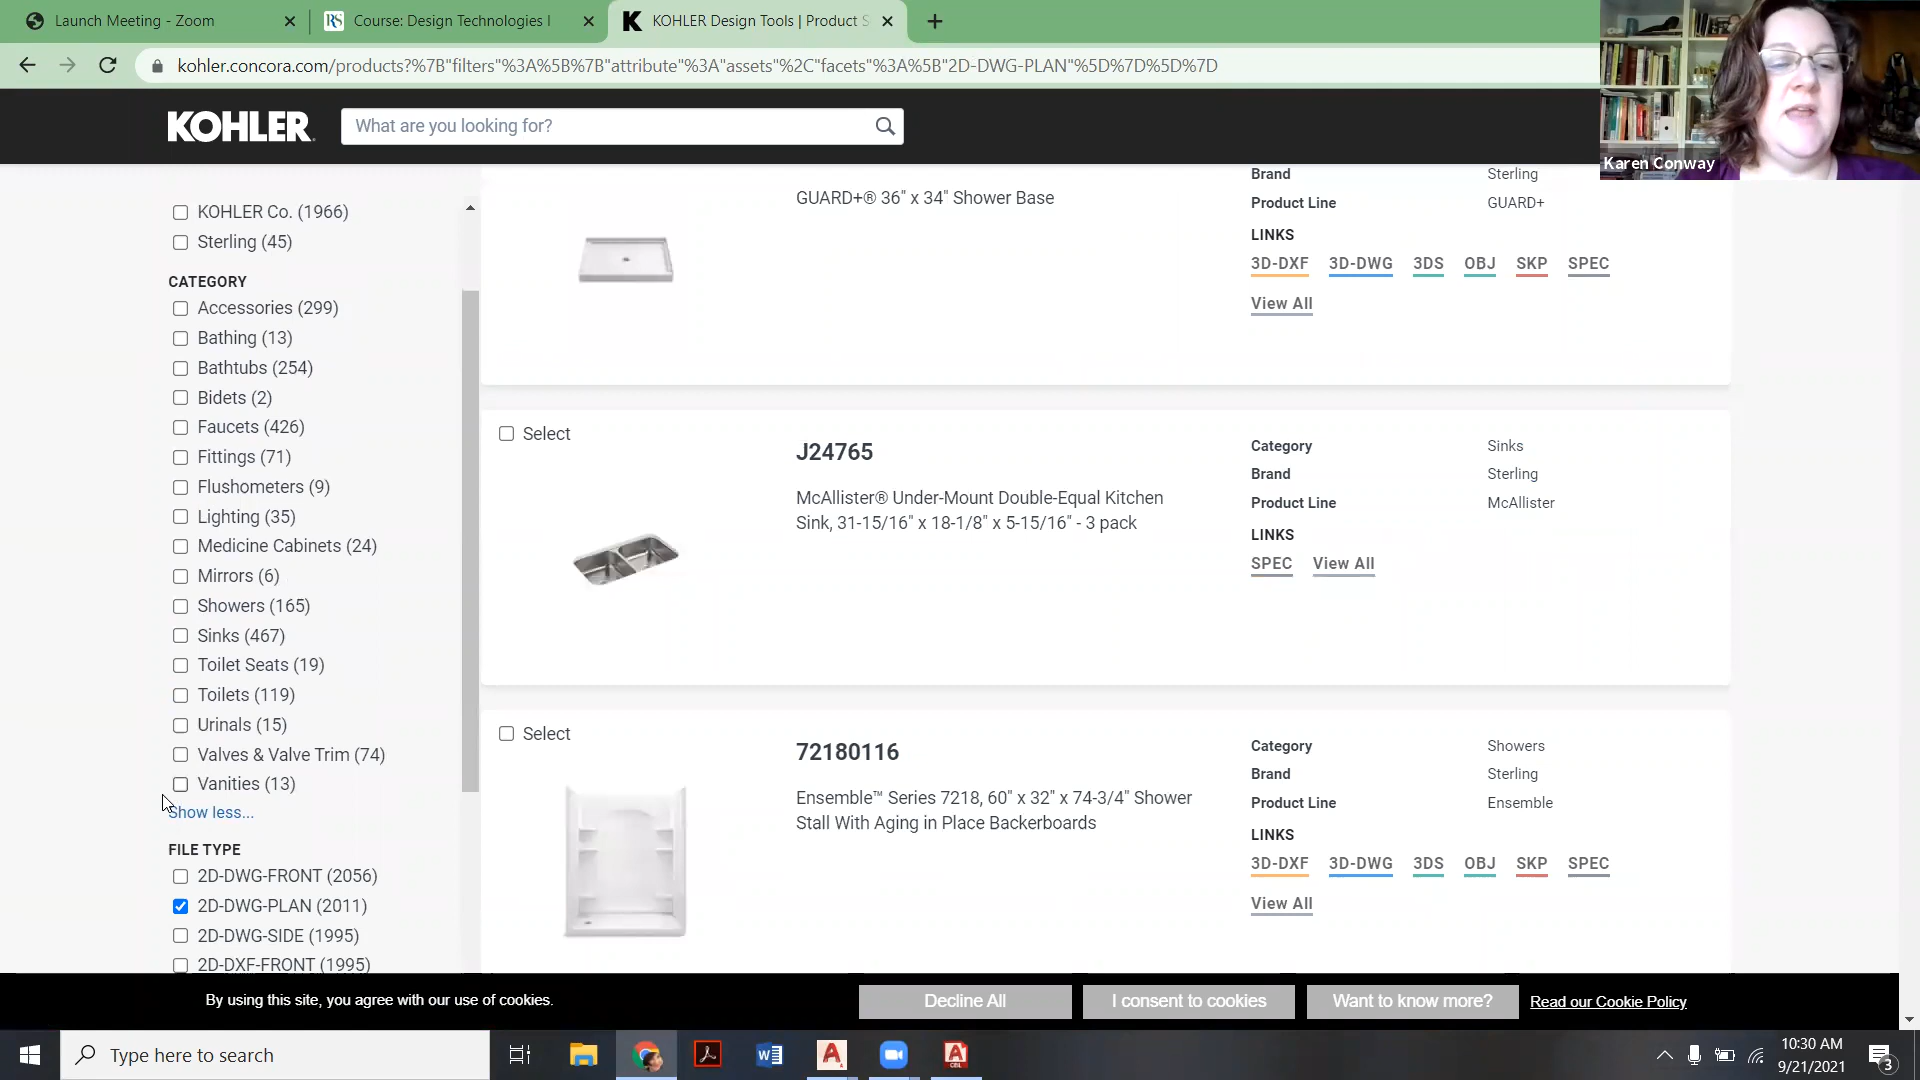 Launch Meeting - Zoom
RS Course: Design Technologies I
K KOHLER Design Tools | Product S
kohler.concora.com/products?%7B"filters"%3A%5B%7B"attribute"%3A"assets"%2C"facets"%3A%5B"2D-DWG-PLAN"%5D%7D%5D%7D
KOHLER
What are you looking for?
Karen Conway
KOHLER Co. (1966)
Sterling (45)
CATEGORY
Accessories (299)
Bathing (13)
Bathtubs (254)
Bidets (2)
Faucets (426)
Fittings (71)
Flushometers (9)
Lighting (35)
Medicine Cabinets (24)
Mirrors (6)
Showers (165)
Sinks (467)
Toilet Seats (19)
Toilets (119)
Urinals (15)
Valves & Valve Trim (74)
Vanities (13)
Show less...
FILE TYPE
2D-DWG-FRONT (2056)
2D-DWG-PLAN (2011)
2D-DWG-SIDE (1995)
2D-DXF-FRONT (1995)
GUARD+® 36" x 34" Shower Base
Brand Sterling
Product Line GUARD+
LINKS
3D-DXF 3D-DWG 3DS OBJ SKP SPEC
View All
Select
J24765
McAllister® Under-Mount Double-Equal Kitchen
Sink, 31-15/16" x 18-1/8" x 5-15/16" - 3 pack
Category Sinks
Brand Sterling
Product Line McAllister
LINKS
SPEC View All
Select
72180116
Ensemble™ Series 7218, 60" x 32" x 74-3/4" Shower
Stall With Aging in Place Backerboards
Category Showers
Brand Sterling
Product Line Ensemble
LINKS
3D-DXF 3D-DWG 3DS OBJ SKP SPEC
View All
By using this site, you agree with our use of cookies.
Decline All
I consent to cookies
Want to know more?
Read our Cookie Policy
Type here to search
10:30 AM
9/21/2021
3